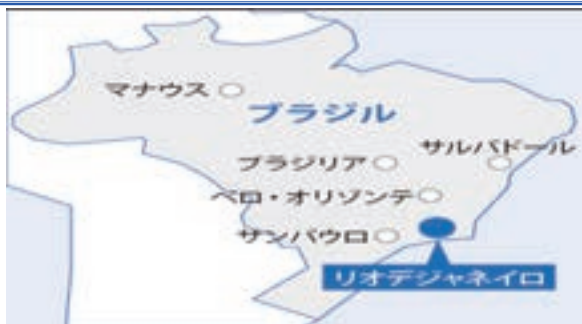 マナウス
ブラジル
サルバドール
ブラジリア
ベロ・オリゾンテ
サンパウロ
リオデジャネイロ